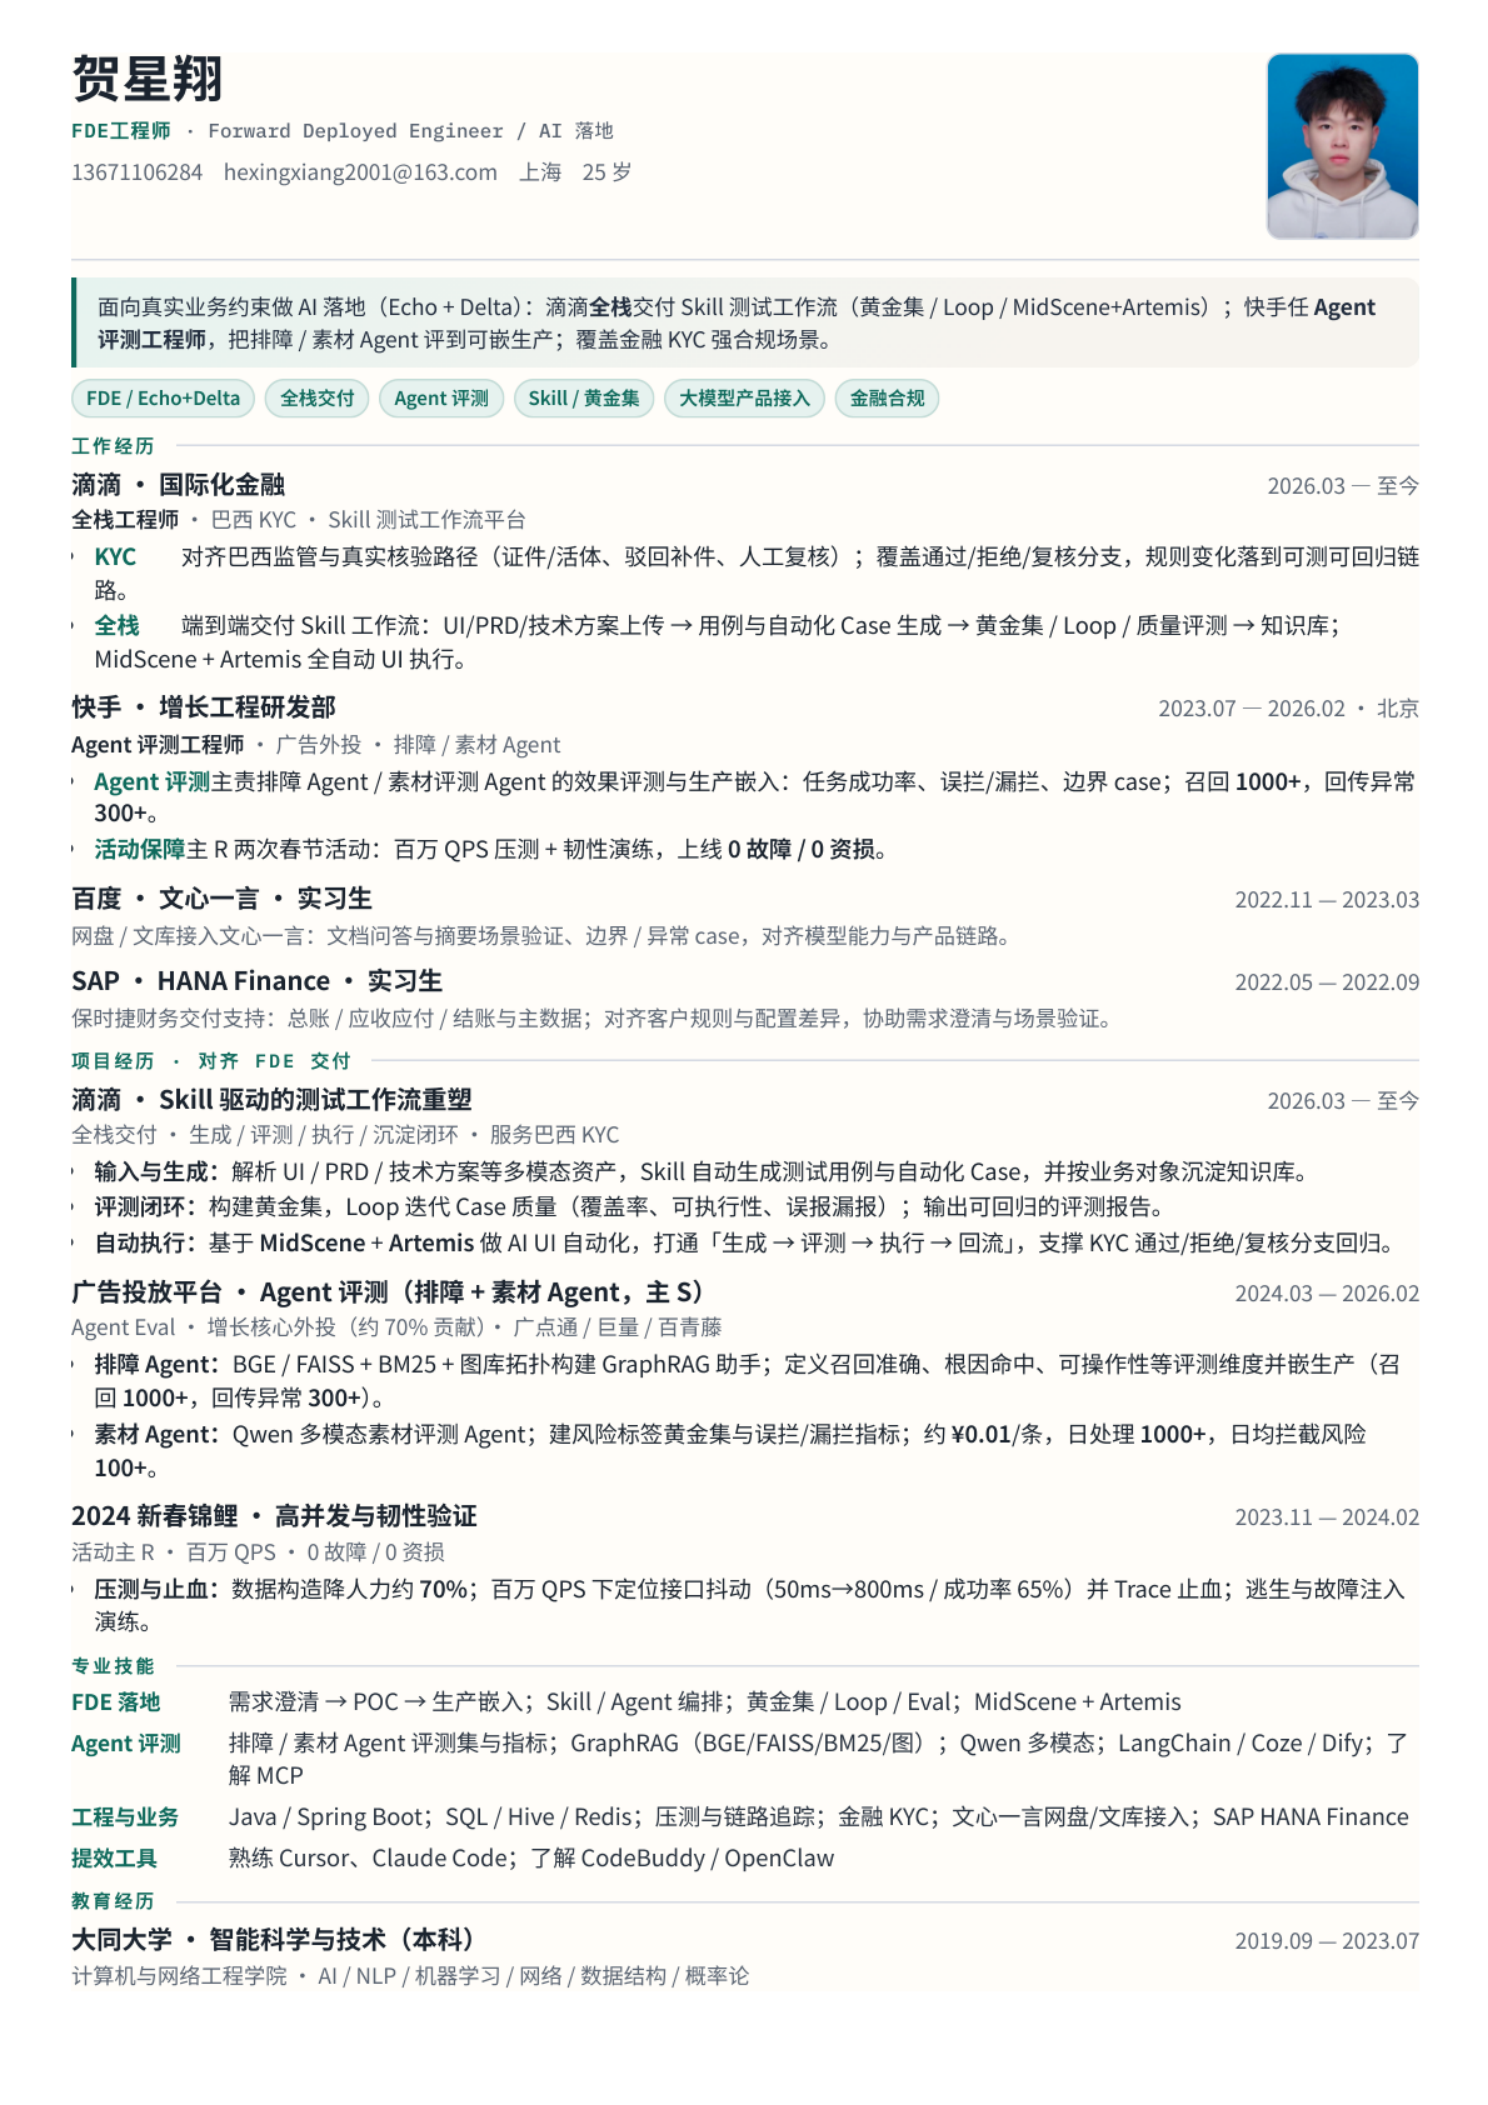 贺星翔
FDE工程师 · Forward Deployed Engineer / AI 落地
13671106284 hexingxiang2001@163.com 上海 25 岁
面向真实业务约束做 AI 落地（Echo + Delta）：滴滴全栈交付 Skill 测试工作流（黄金集 / Loop / MidScene+Artemis）；快手任 Agent
评测工程师，把排障 / 素材 Agent 评到可嵌生产；覆盖金融 KYC 强合规场景。
FDE / Echo+Delta 全栈交付 Agent 评测 Skill / 黄金集 大模型产品接入 金融合规
工作经历
滴滴 · 国际化金融 2026.03 — 至今
全栈工程师 · 巴西 KYC · Skill 测试工作流平台
KYC 对齐巴西监管与真实核验路径（证件/活体、驳回补件、人工复核）；覆盖通过/拒绝/复核分支，规则变化落到可测可回归链
路。
全栈 端到端交付 Skill 工作流：UI/PRD/技术方案上传 → 用例与自动化 Case 生成 → 黄金集 / Loop / 质量评测 → 知识库；
MidScene + Artemis 全自动 UI 执行。
快手 · 增长工程研发部 2023.07 — 2026.02 · 北京
Agent 评测工程师 · 广告外投 · 排障 / 素材 Agent
Agent 评测主责排障 Agent / 素材评测 Agent 的效果评测与生产嵌入：任务成功率、误拦/漏拦、边界 case；召回 1000+，回传异常
300+。
活动保障主 R 两次春节活动：百万 QPS 压测 + 韧性演练，上线 0 故障 / 0 资损。
百度 · 文心一言 · 实习生 2022.11 — 2023.03
网盘 / 文库接入文心一言：文档问答与摘要场景验证、边界 / 异常 case，对齐模型能力与产品链路。
SAP · HANA Finance · 实习生 2022.05 — 2022.09
保时捷财务交付支持：总账 / 应收应付 / 结账与主数据；对齐客户规则与配置差异，协助需求澄清与场景验证。
项目经历 · 对齐 FDE 交付
滴滴 · Skill 驱动的测试工作流重塑 2026.03 — 至今
全栈交付 · 生成 / 评测 / 执行 / 沉淀闭环 · 服务巴西 KYC
输入与生成：解析 UI / PRD / 技术方案等多模态资产，Skill 自动生成测试用例与自动化 Case，并按业务对象沉淀知识库。
评测闭环：构建黄金集，Loop 迭代 Case 质量（覆盖率、可执行性、误报漏报）；输出可回归的评测报告。
自动执行：基于 MidScene + Artemis 做 AI UI 自动化，打通「生成 → 评测 → 执行 → 回流」，支撑 KYC 通过/拒绝/复核分支回归。
广告投放平台 · Agent 评测（排障 + 素材 Agent，主 S） 2024.03 — 2026.02
Agent Eval · 增长核心外投（约 70% 贡献）· 广点通 / 巨量 / 百青藤
排障 Agent：BGE / FAISS + BM25 + 图库拓扑构建 GraphRAG 助手；定义召回准确、根因命中、可操作性等评测维度并嵌生产（召
回 1000+，回传异常 300+）。
素材 Agent：Qwen 多模态素材评测 Agent；建风险标签黄金集与误拦/漏拦指标；约 ¥0.01/条，日处理 1000+，日均拦截风险
100+。
2024 新春锦鲤 · 高并发与韧性验证 2023.11 — 2024.02
活动主 R · 百万 QPS · 0 故障 / 0 资损
压测与止血：数据构造降人力约 70%；百万 QPS 下定位接口抖动（50ms→800ms / 成功率 65%）并 Trace 止血；逃生与故障注入
演练。
专业技能
FDE 落地 需求澄清 → POC → 生产嵌入；Skill / Agent 编排；黄金集 / Loop / Eval；MidScene + Artemis
Agent 评测 排障 / 素材 Agent 评测集与指标；GraphRAG（BGE/FAISS/BM25/图）；Qwen 多模态；LangChain / Coze / Dify；了
解 MCP
工程与业务 Java / Spring Boot；SQL / Hive / Redis；压测与链路追踪；金融 KYC；文心一言网盘/文库接入；SAP HANA Finance
提效工具 熟练 Cursor、Claude Code；了解 CodeBuddy / OpenClaw
教育经历
大同大学 · 智能科学与技术（本科） 2019.09 — 2023.07
计算机与网络工程学院 · AI / NLP / 机器学习 / 网络 / 数据结构 / 概率论